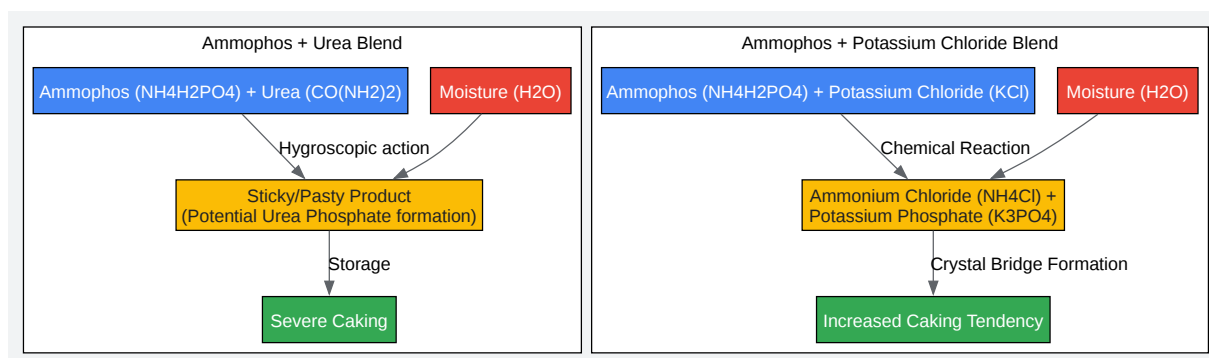 Ammophos + Urea Blend
Ammophos (NH4H2PO4) + Urea (CO(NH2)2)
Moisture (H2O)
Hygroscopic action
Sticky/Pasty Product
(Potential Urea Phosphate formation)
Storage
Severe Caking
Ammophos + Potassium Chloride Blend
Ammophos (NH4H2PO4) + Potassium Chloride (KCl)
Moisture (H2O)
Chemical Reaction
Ammonium Chloride (NH4Cl) +
Potassium Phosphate (K3PO4)
Crystal Bridge Formation
Increased Caking Tendency